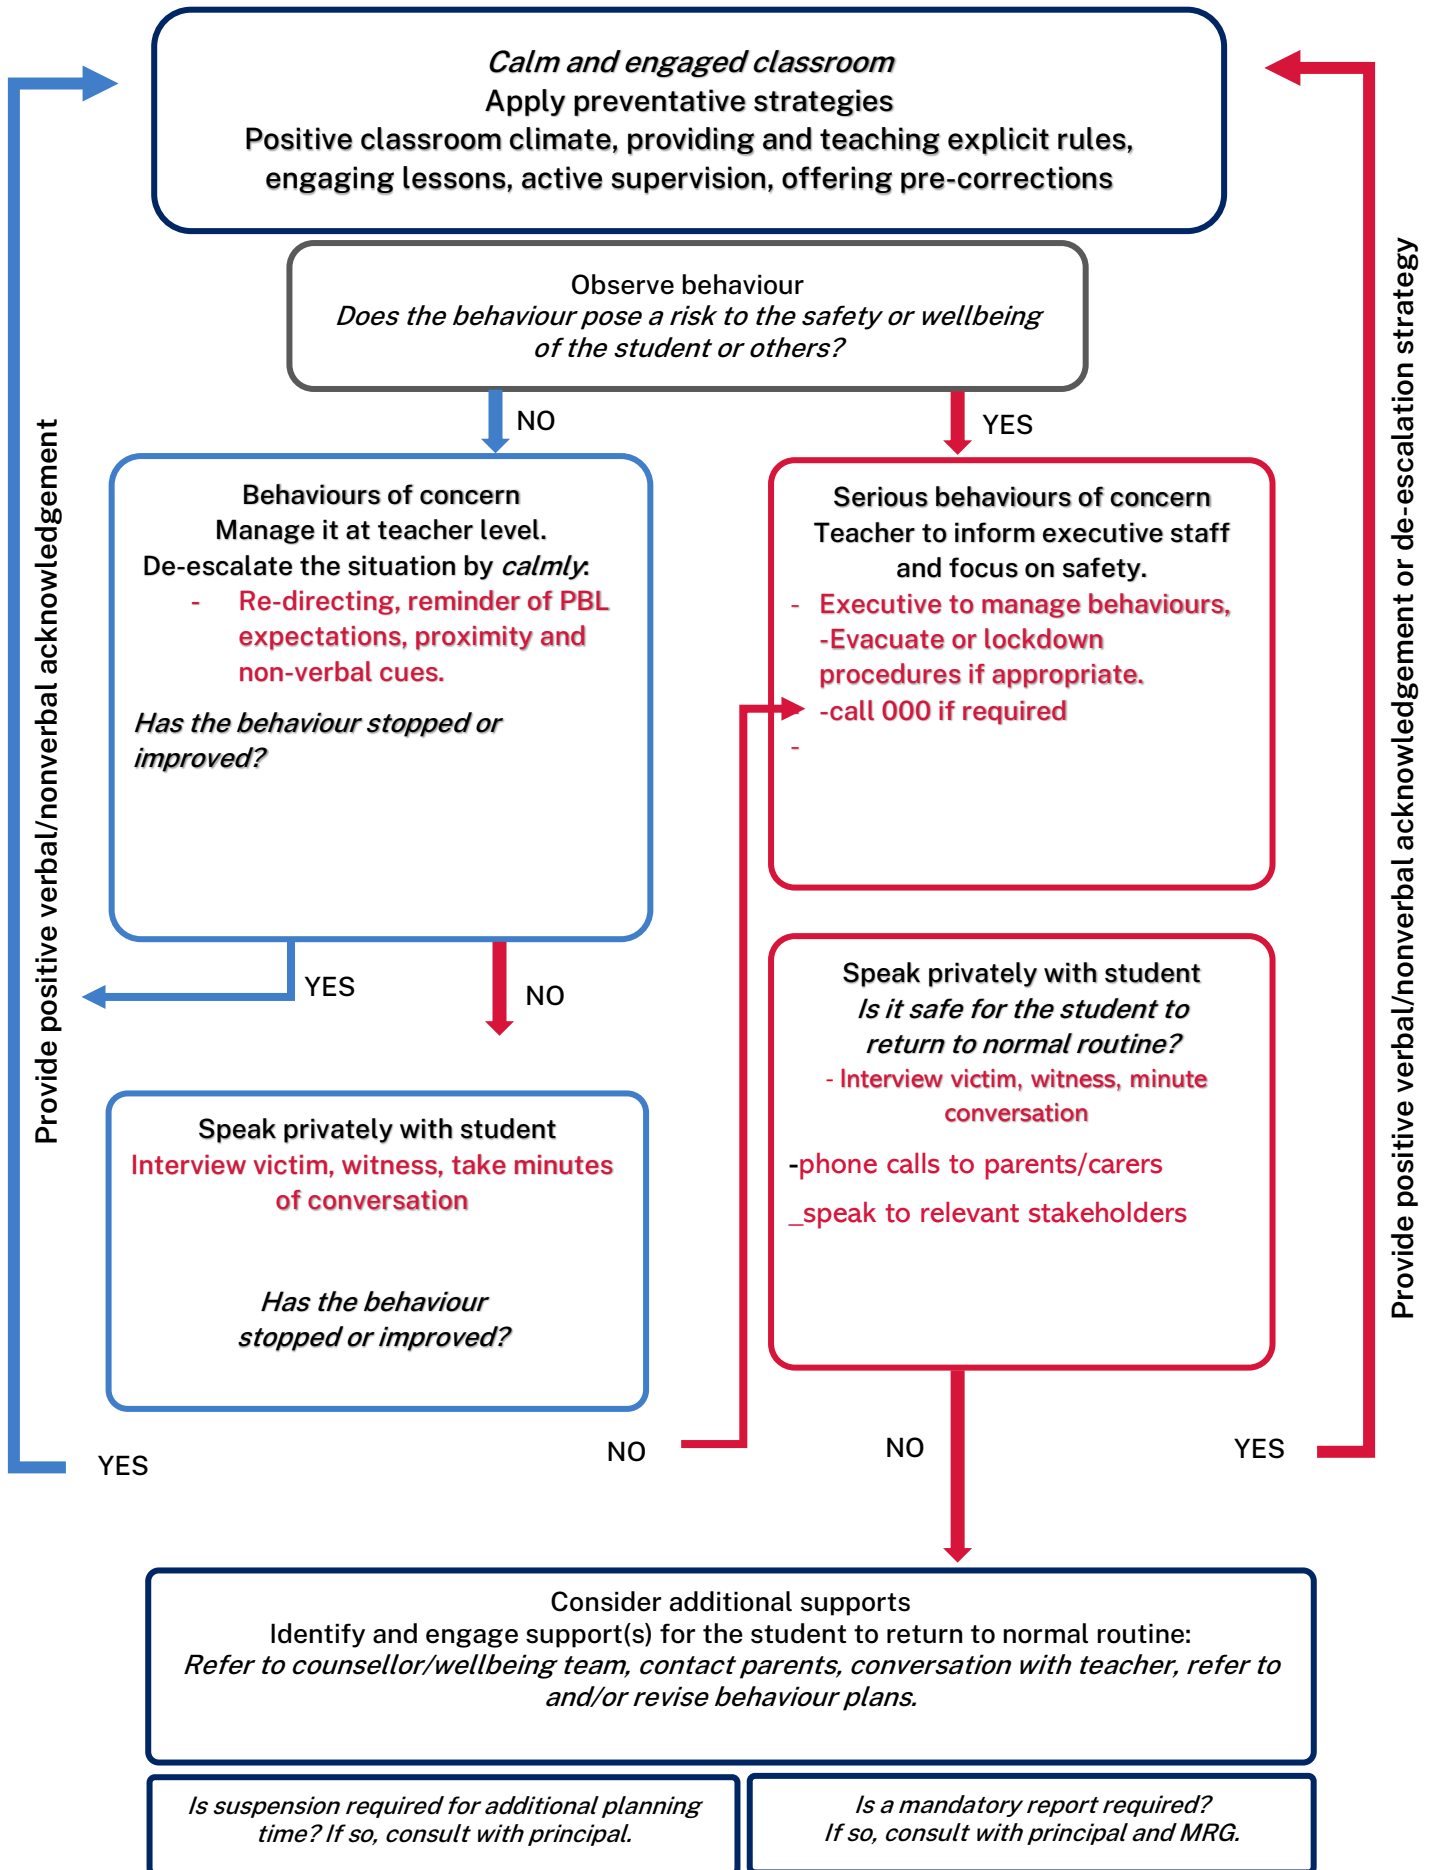 Calm and engaged classroom
Apply preventative strategies
Positive classroom climate, providing and teaching explicit rules,
engaging lessons, active supervision, offering pre-corrections
Observe behaviour
Does the behaviour pose a risk to the safety or wellbeing
of the student or others?
NO
YES
Behaviours of concern
Manage it at teacher level.
De-escalate the situation by calmly:
- Re-directing, reminder of PBL
expectations, proximity and
non-verbal cues.
Has the behaviour stopped or
improved?
Serious behaviours of concern
Teacher to inform executive staff
and focus on safety.
- Executive to manage behaviours,
-Evacuate or lockdown
procedures if appropriate.
- -call 000 if required
-
YES
NO
Speak privately with student
Interview victim, witness, take minutes
of conversation
Has the behaviour
stopped or improved?
Speak privately with student
Is it safe for the student to
return to normal routine?
- Interview victim, witness, minute
conversation
-phone calls to parents/carers
_speak to relevant stakeholders
YES
NO
NO
YES
Provide positive verbal/nonverbal acknowledgement
Provide positive verbal/nonverbal acknowledgement or de-escalation strategy
Consider additional supports
Identify and engage support(s) for the student to return to normal routine:
Refer to counsellor/wellbeing team, contact parents, conversation with teacher, refer to
and/or revise behaviour plans.
Is suspension required for additional planning
time? If so, consult with principal.
Is a mandatory report required?
If so, consult with principal and MRG.